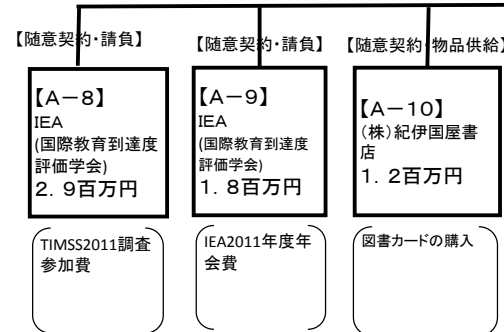 【随意契約・請負】
【A－8】
IEA
(国際教育到達度
評価学会)
2．9百万円
TIMSS2011調査
参加費
【随意契約・請負】
【A－9】
IEA
(国際教育到達度
評価学会)
1．8百万円
IEA2011年度年
会費
【随意契約・物品供給】
【A－10】
（株）紀伊国屋書
店
1．2百万円
図書カードの購入